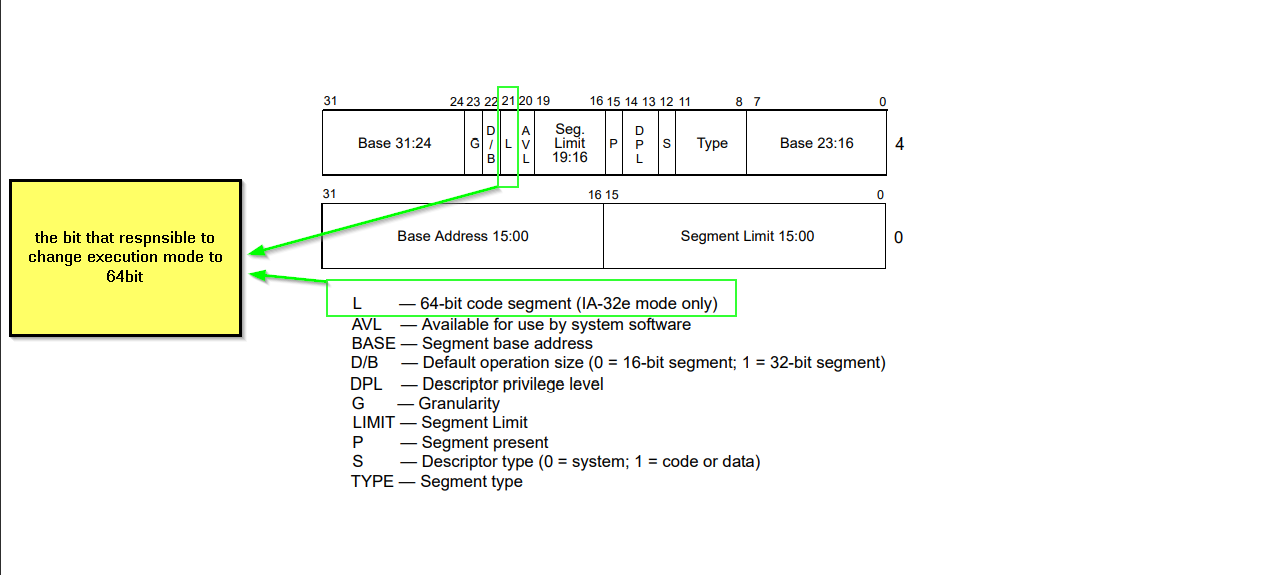 31 24 23 22 21 20 19 16 15 14 13 12 11 8 7 0
Base 31:24 G D/B L AVL Seg. Limit 19:16 P DPL S Type Base 23:16 4
31 16 15 0
Base Address 15:00 Segment Limit 15:00 0
the bit that respnsible to
change execution mode to
64bit
L — 64-bit code segment (IA-32e mode only)
AVL — Available for use by system software
BASE — Segment base address
D/B — Default operation size (0 = 16-bit segment; 1 = 32-bit segment)
DPL — Descriptor privilege level
G — Granularity
LIMIT — Segment Limit
P — Segment present
S — Descriptor type (0 = system; 1 = code or data)
TYPE — Segment type